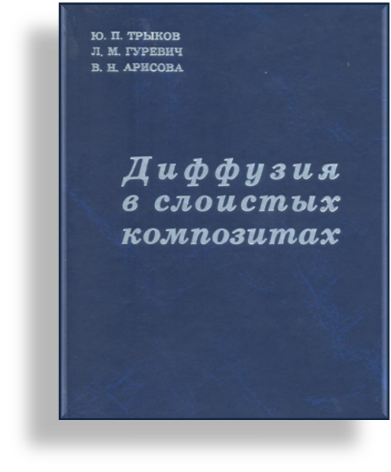 Ю. П. ТРЫКОВ
Л. М. ГУРЕВИЧ
В. Н. АРИСОВА
Диффузия
в слоистых
композитах